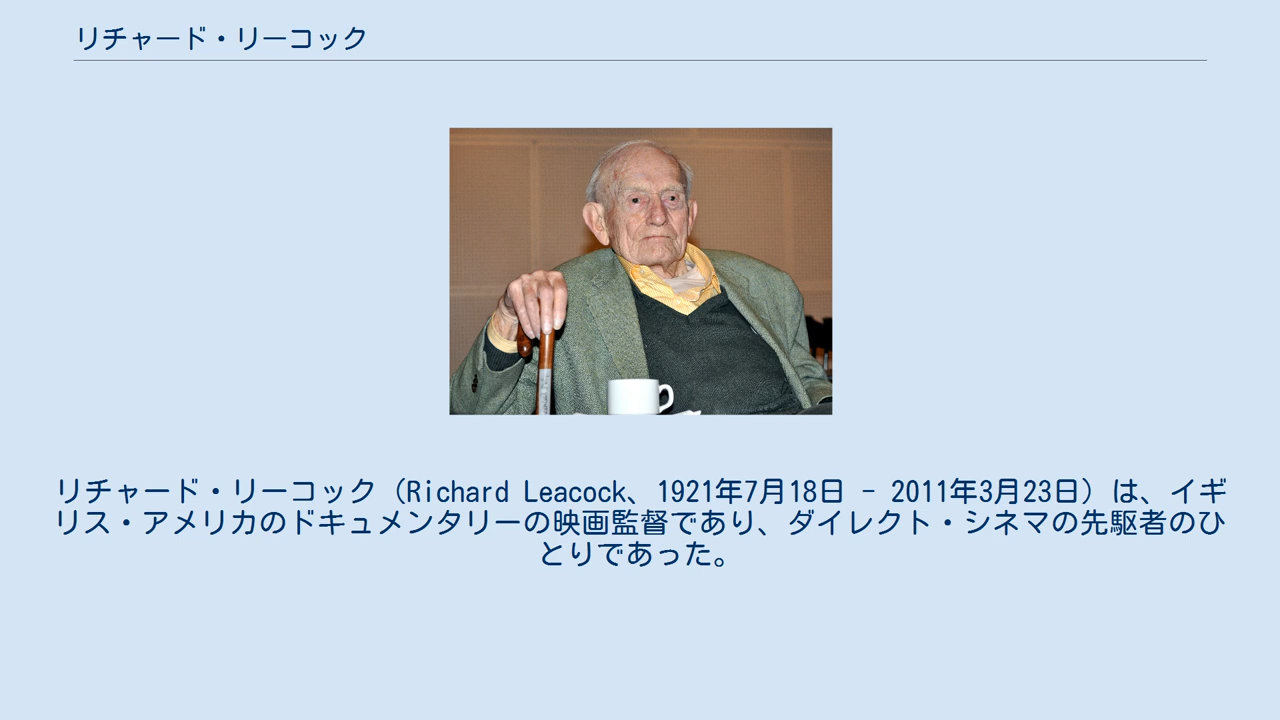 リチャード・リーコック
リチャード・リーコック（Richard Leacock、1921年7月18日 - 2011年3月23日）は、イギ
リス・アメリカのドキュメンタリーの映画監督であり、ダイレクト・シネマの先駆者のひ
とりであった。